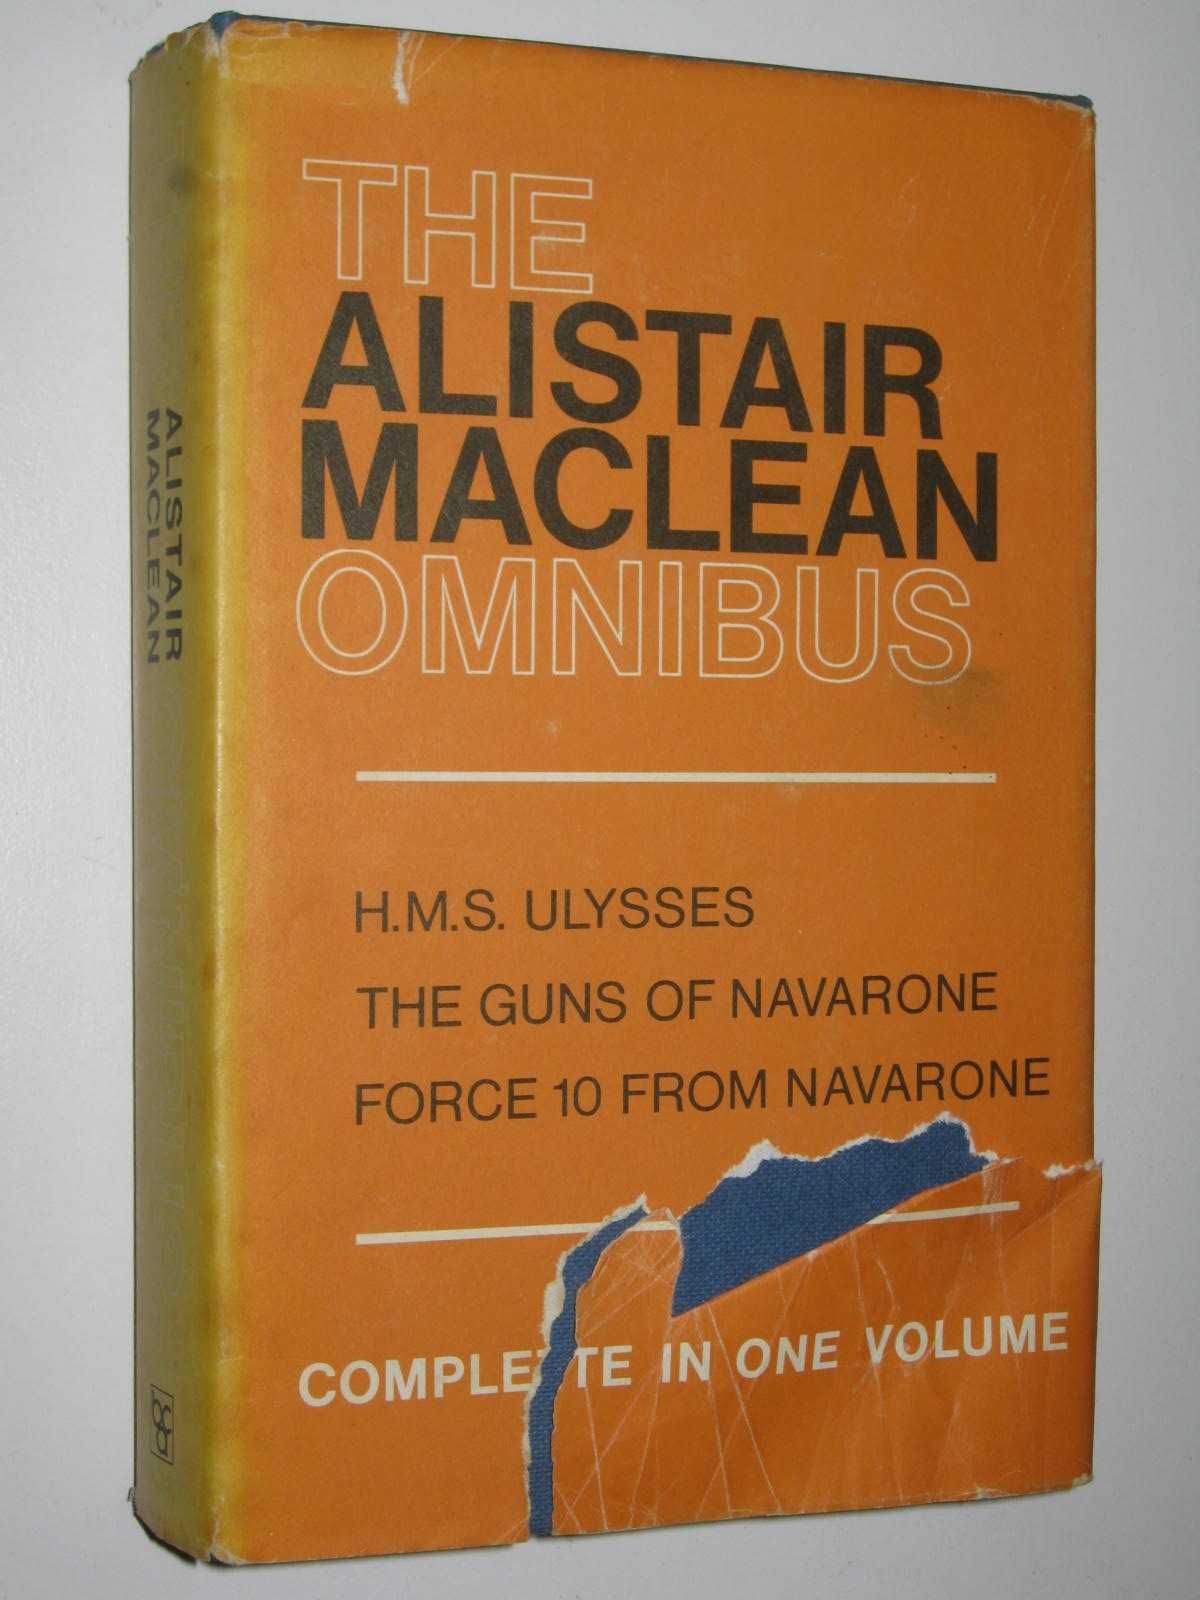 THE
ALISTAIR
MACLEAN
OMNIBUS
H.M.S. ULYSSES
THE GUNS OF NAVARONE
FORCE 10 FROM NAVARONE
COMPLETE IN ONE VOLUME
ALISTAIR
MACLEAN
bca